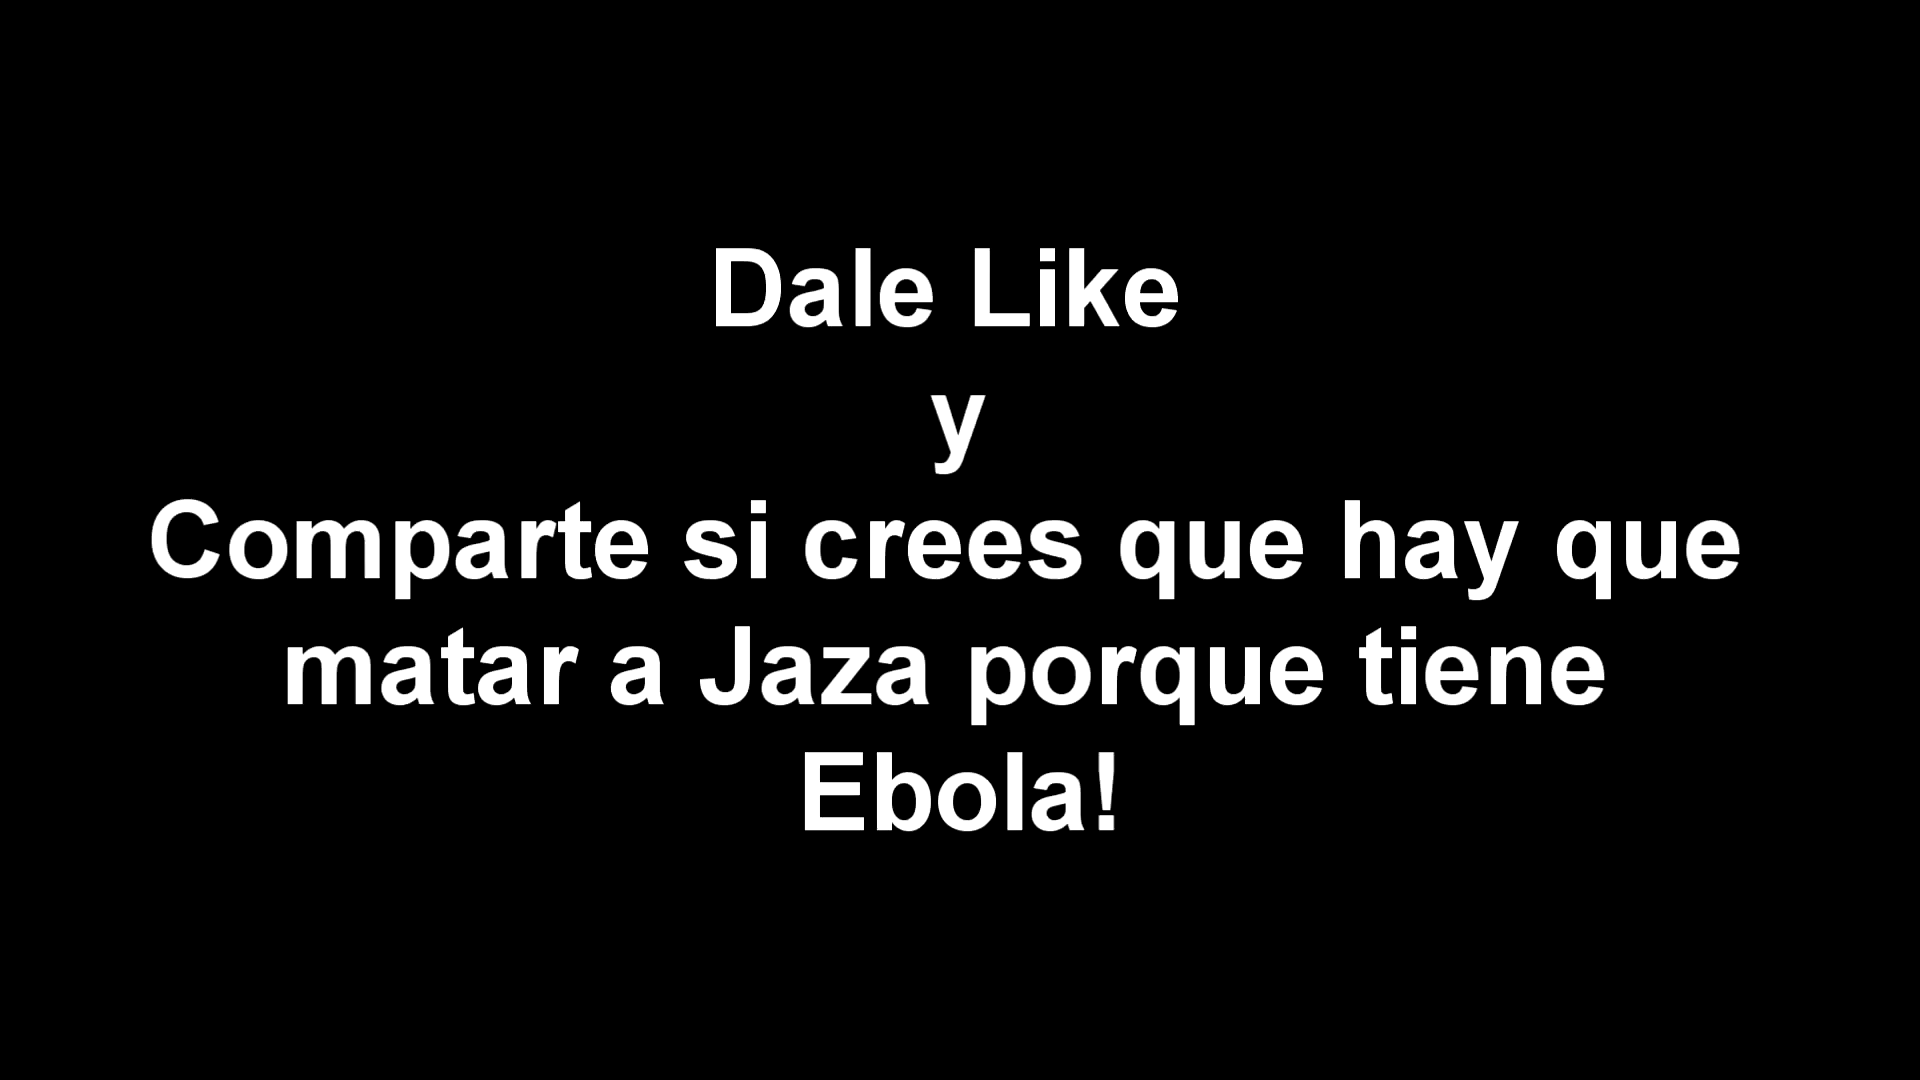 Dale Like
y
Comparte si crees que hay que
matar a Jaza porque tiene
Ebola!